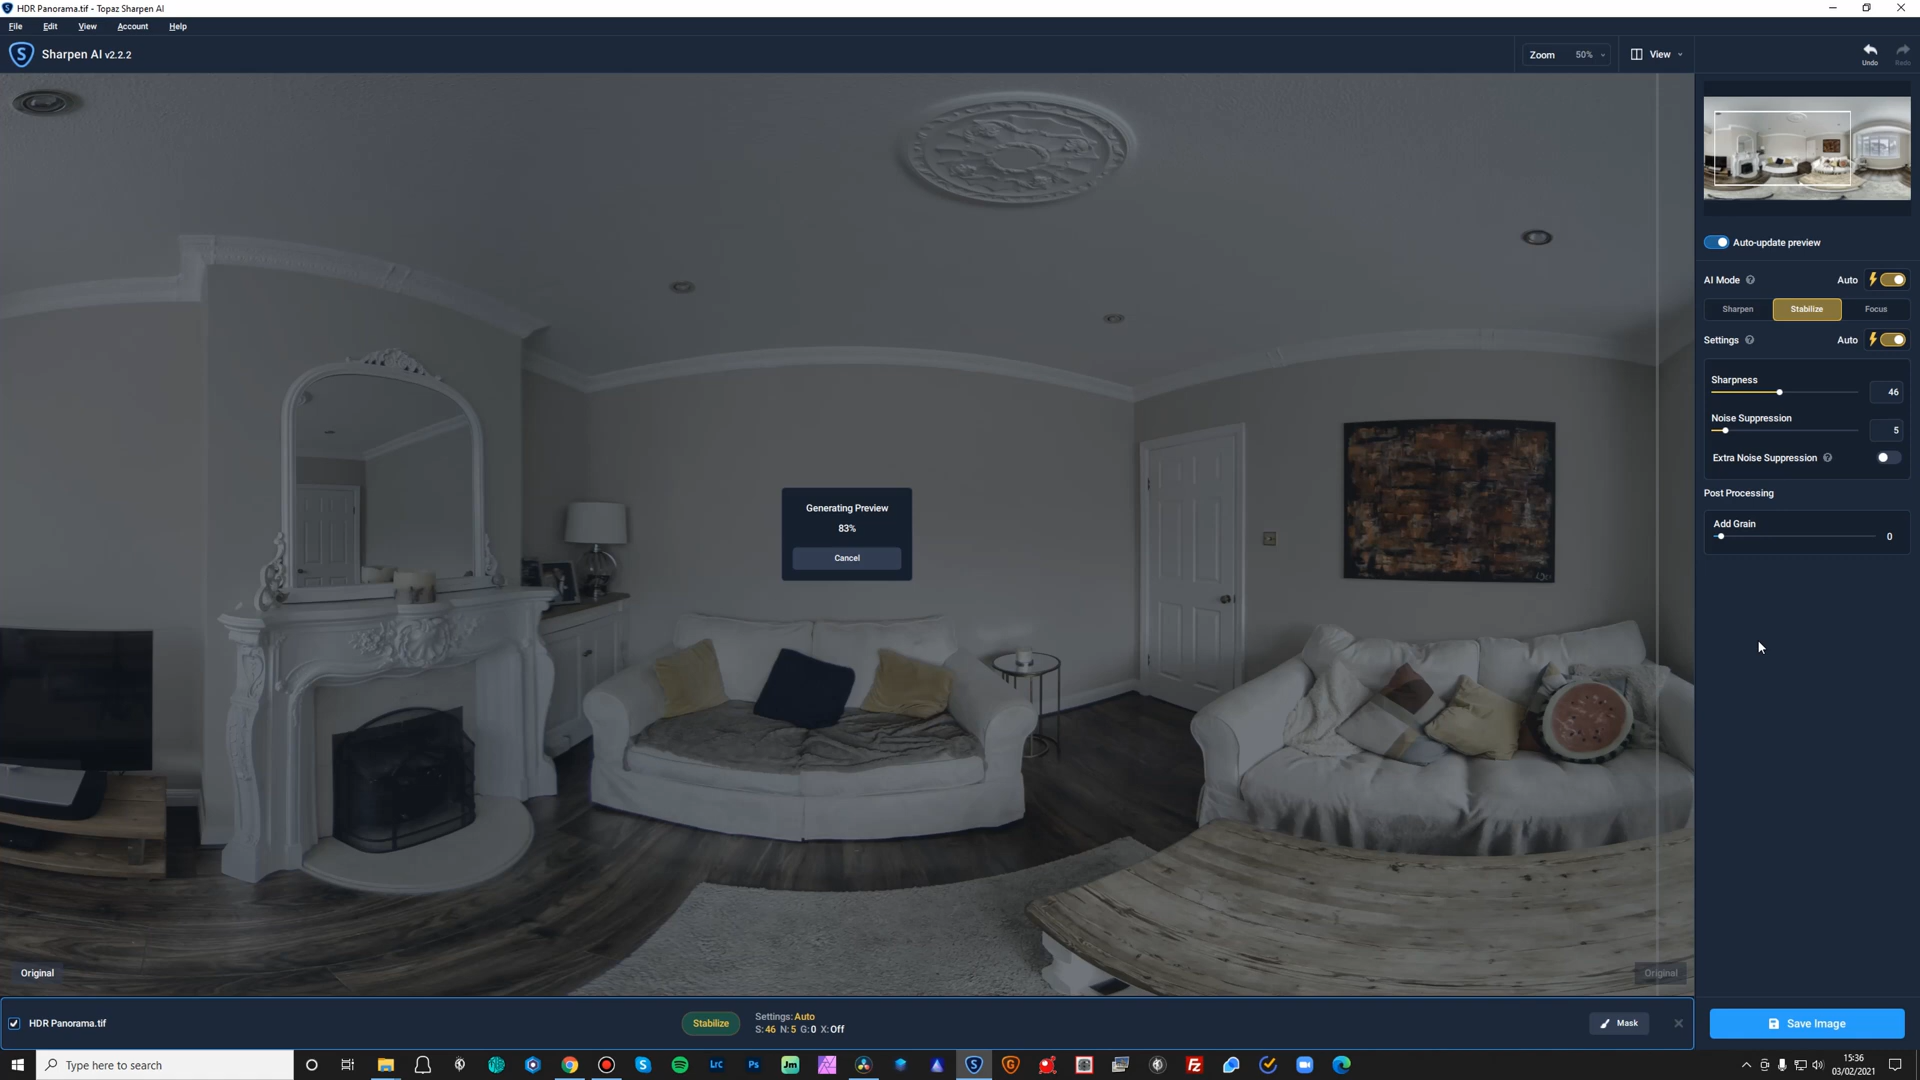 HDR Panorama.tif - Topaz Sharpen AI
File Edit View Account Help
Sharpen AI v2.2.2
Zoom 50% View
Undo Redo
Auto-update preview
AI Mode Auto
Sharpen Stabilize Focus
Settings Auto
Sharpness
46
Noise Suppression
5
Extra Noise Suppression
Post Processing
Add Grain
0
Generating Preview
83%
Cancel
Original
Original
HDR Panorama.tif
Stabilize
Settings: Auto
S: 46 N: 5 G: 0 X: Off
Mask
Save Image
Type here to search
LrC
Ps
Jm
15:36
03/02/2021